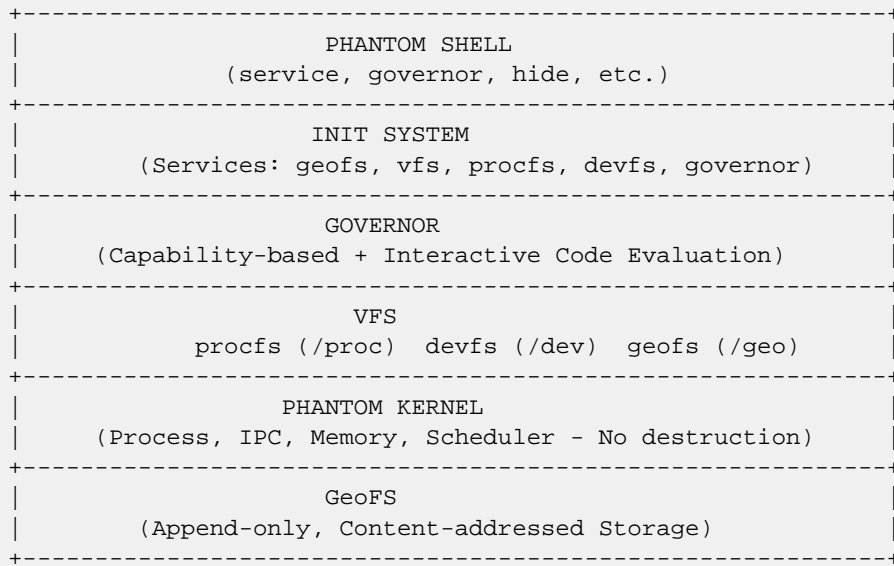 PHANTOM SHELL
(service, governor, hide, etc.)
INIT SYSTEM
(Services: geofs, vfs, procfs, devfs, governor)
GOVERNOR
(Capability-based + Interactive Code Evaluation)
VFS
procfs (/proc)  devfs (/dev)  geofs (/geo)
PHANTOM KERNEL
(Process, IPC, Memory, Scheduler - No destruction)
GeoFS
(Append-only, Content-addressed Storage)